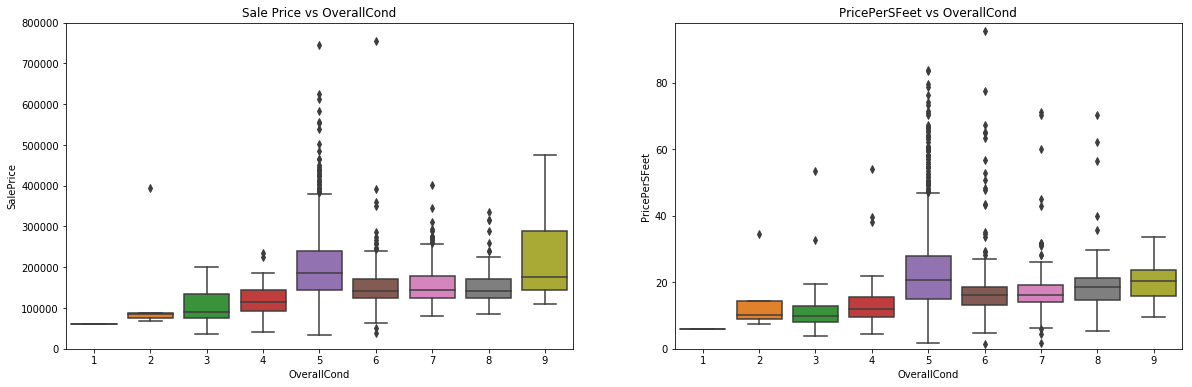 Sale Price vs OverallCond
800000
700000
600000
500000
400000
300000
200000
100000
0
SalePrice
1 2 3 4 5 6 7 8 9
OverallCond
PricePerSFeet vs OverallCond
80
60
40
20
0
PricePerSFeet
1 2 3 4 5 6 7 8 9
OverallCond